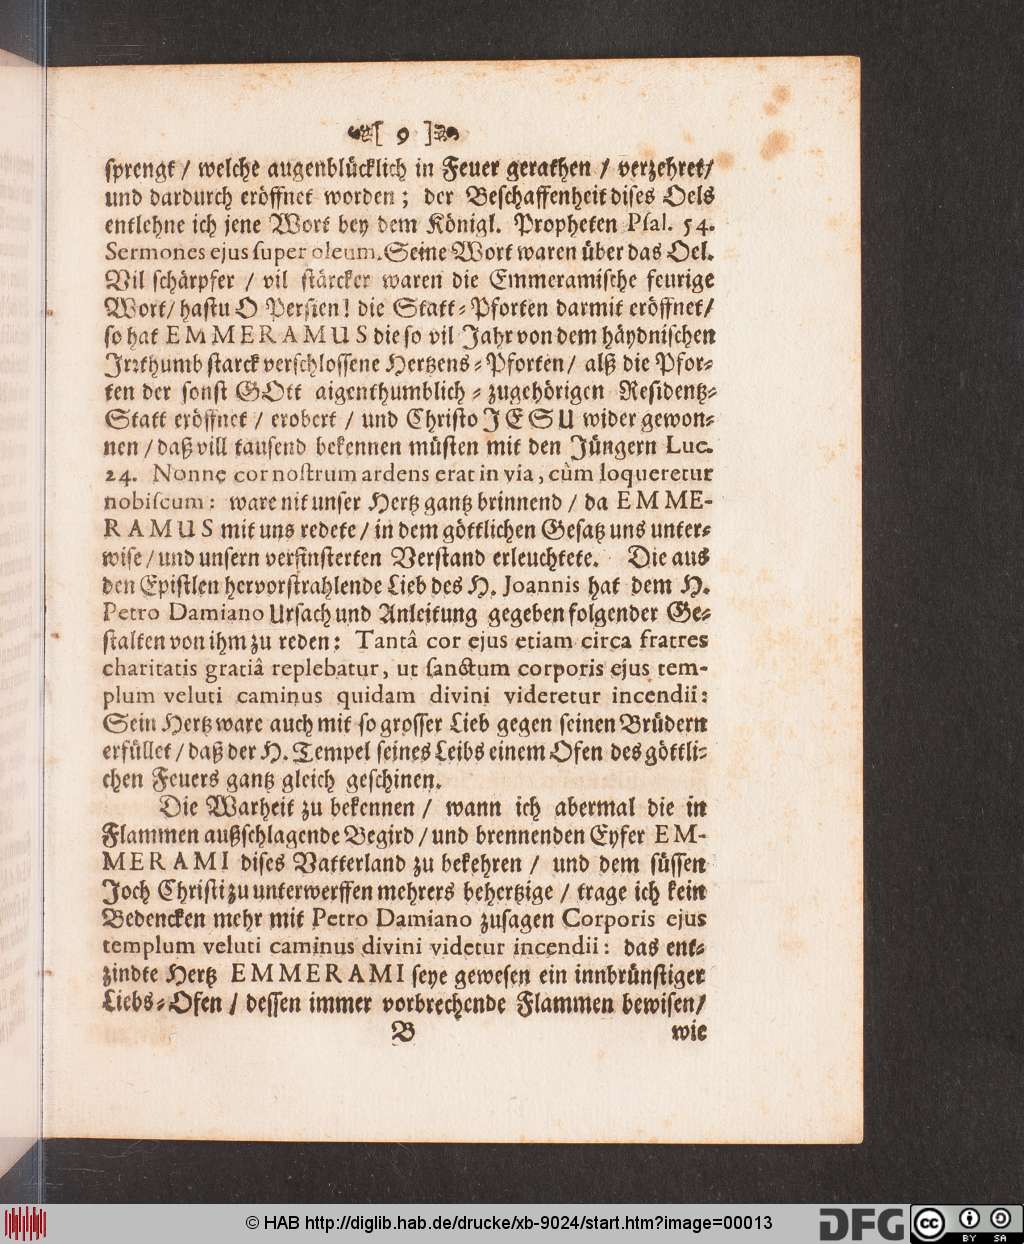 [ 9 ]
sprengt / welche augenblücklich in Feuer gerathen / verzehret /
und dardurch eröffnet worden ; der Beschaffenheit dises Oels
entlehne ich jene Wort bey dem Königl. Propheten Psal. 54.
Sermones ejus super oleum. Seine Wort waren über das Oel.
Vil schärpfer / vil stärcker waren die Emmeramische feurige
Wort / hastu O Persien! die Statt-Pforten darmit eröffnet /
so hat EMMERAMUS die so vil Jahr von dem häydnischen
Irrthumb starck verschlossene Hertzens-Pforten / alß die Pfor-
ten der sonst GOtt aigenthumblich-zugehörigen Residentz-
Statt eröffnet / erobert / und Christo JESU wider gewon-
nen / daß vill tausend bekennen müsten mit den Jüngern Luc.
24. Nonne cor nostrum ardens erat in via, cùm loqueretur
nobiscum : ware nit unser Hertz gantz brinnend / da EMME-
RAMUS mit uns redete / in dem göttlichen Gesatz uns unter-
wise / und unsern verfinsterten Verstand erleuchtete. Die aus
den Epistlen hervorstrahlende Lieb des H. Joannis hat dem H.
Petro Damiano Ursach und Anleitung gegeben folgender Ge-
stalten von ihm zu reden : Tantâ cor ejus etiam circa fratres
charitatis gratiâ replebatur, ut sanctum corporis ejus tem-
plum veluti caminus quidam divini videretur incendii :
Sein Hertz ware auch mit so grosser Lieb gegen seinen Brüdern
erfüllet / daß der H. Tempel seines Leibs einem Ofen des göttli-
chen Feuers gantz gleich geschinen.
Die Warheit zu bekennen / wann ich abermal die in
Flammen außschlagende Begird / und brennenden Eyfer EM-
MERAMI dises Vatterland zu bekehren / und dem süssen
Joch Christi zu unterwerffen mehrers behertzige / trage ich kein
Bedencken mehr mit Petro Damiano zusagen Corporis ejus
templum veluti caminus divini videtur incendii : das ent-
zindte Hertz EMMERAMI seye gewesen ein innbrünstiger
Liebs-Ofen / dessen immer vorbrechende Flammen bewisen /
B wie
© HAB http://diglib.hab.de/drucke/xb-9024/start.htm?image=00013
DFG cc BY SA